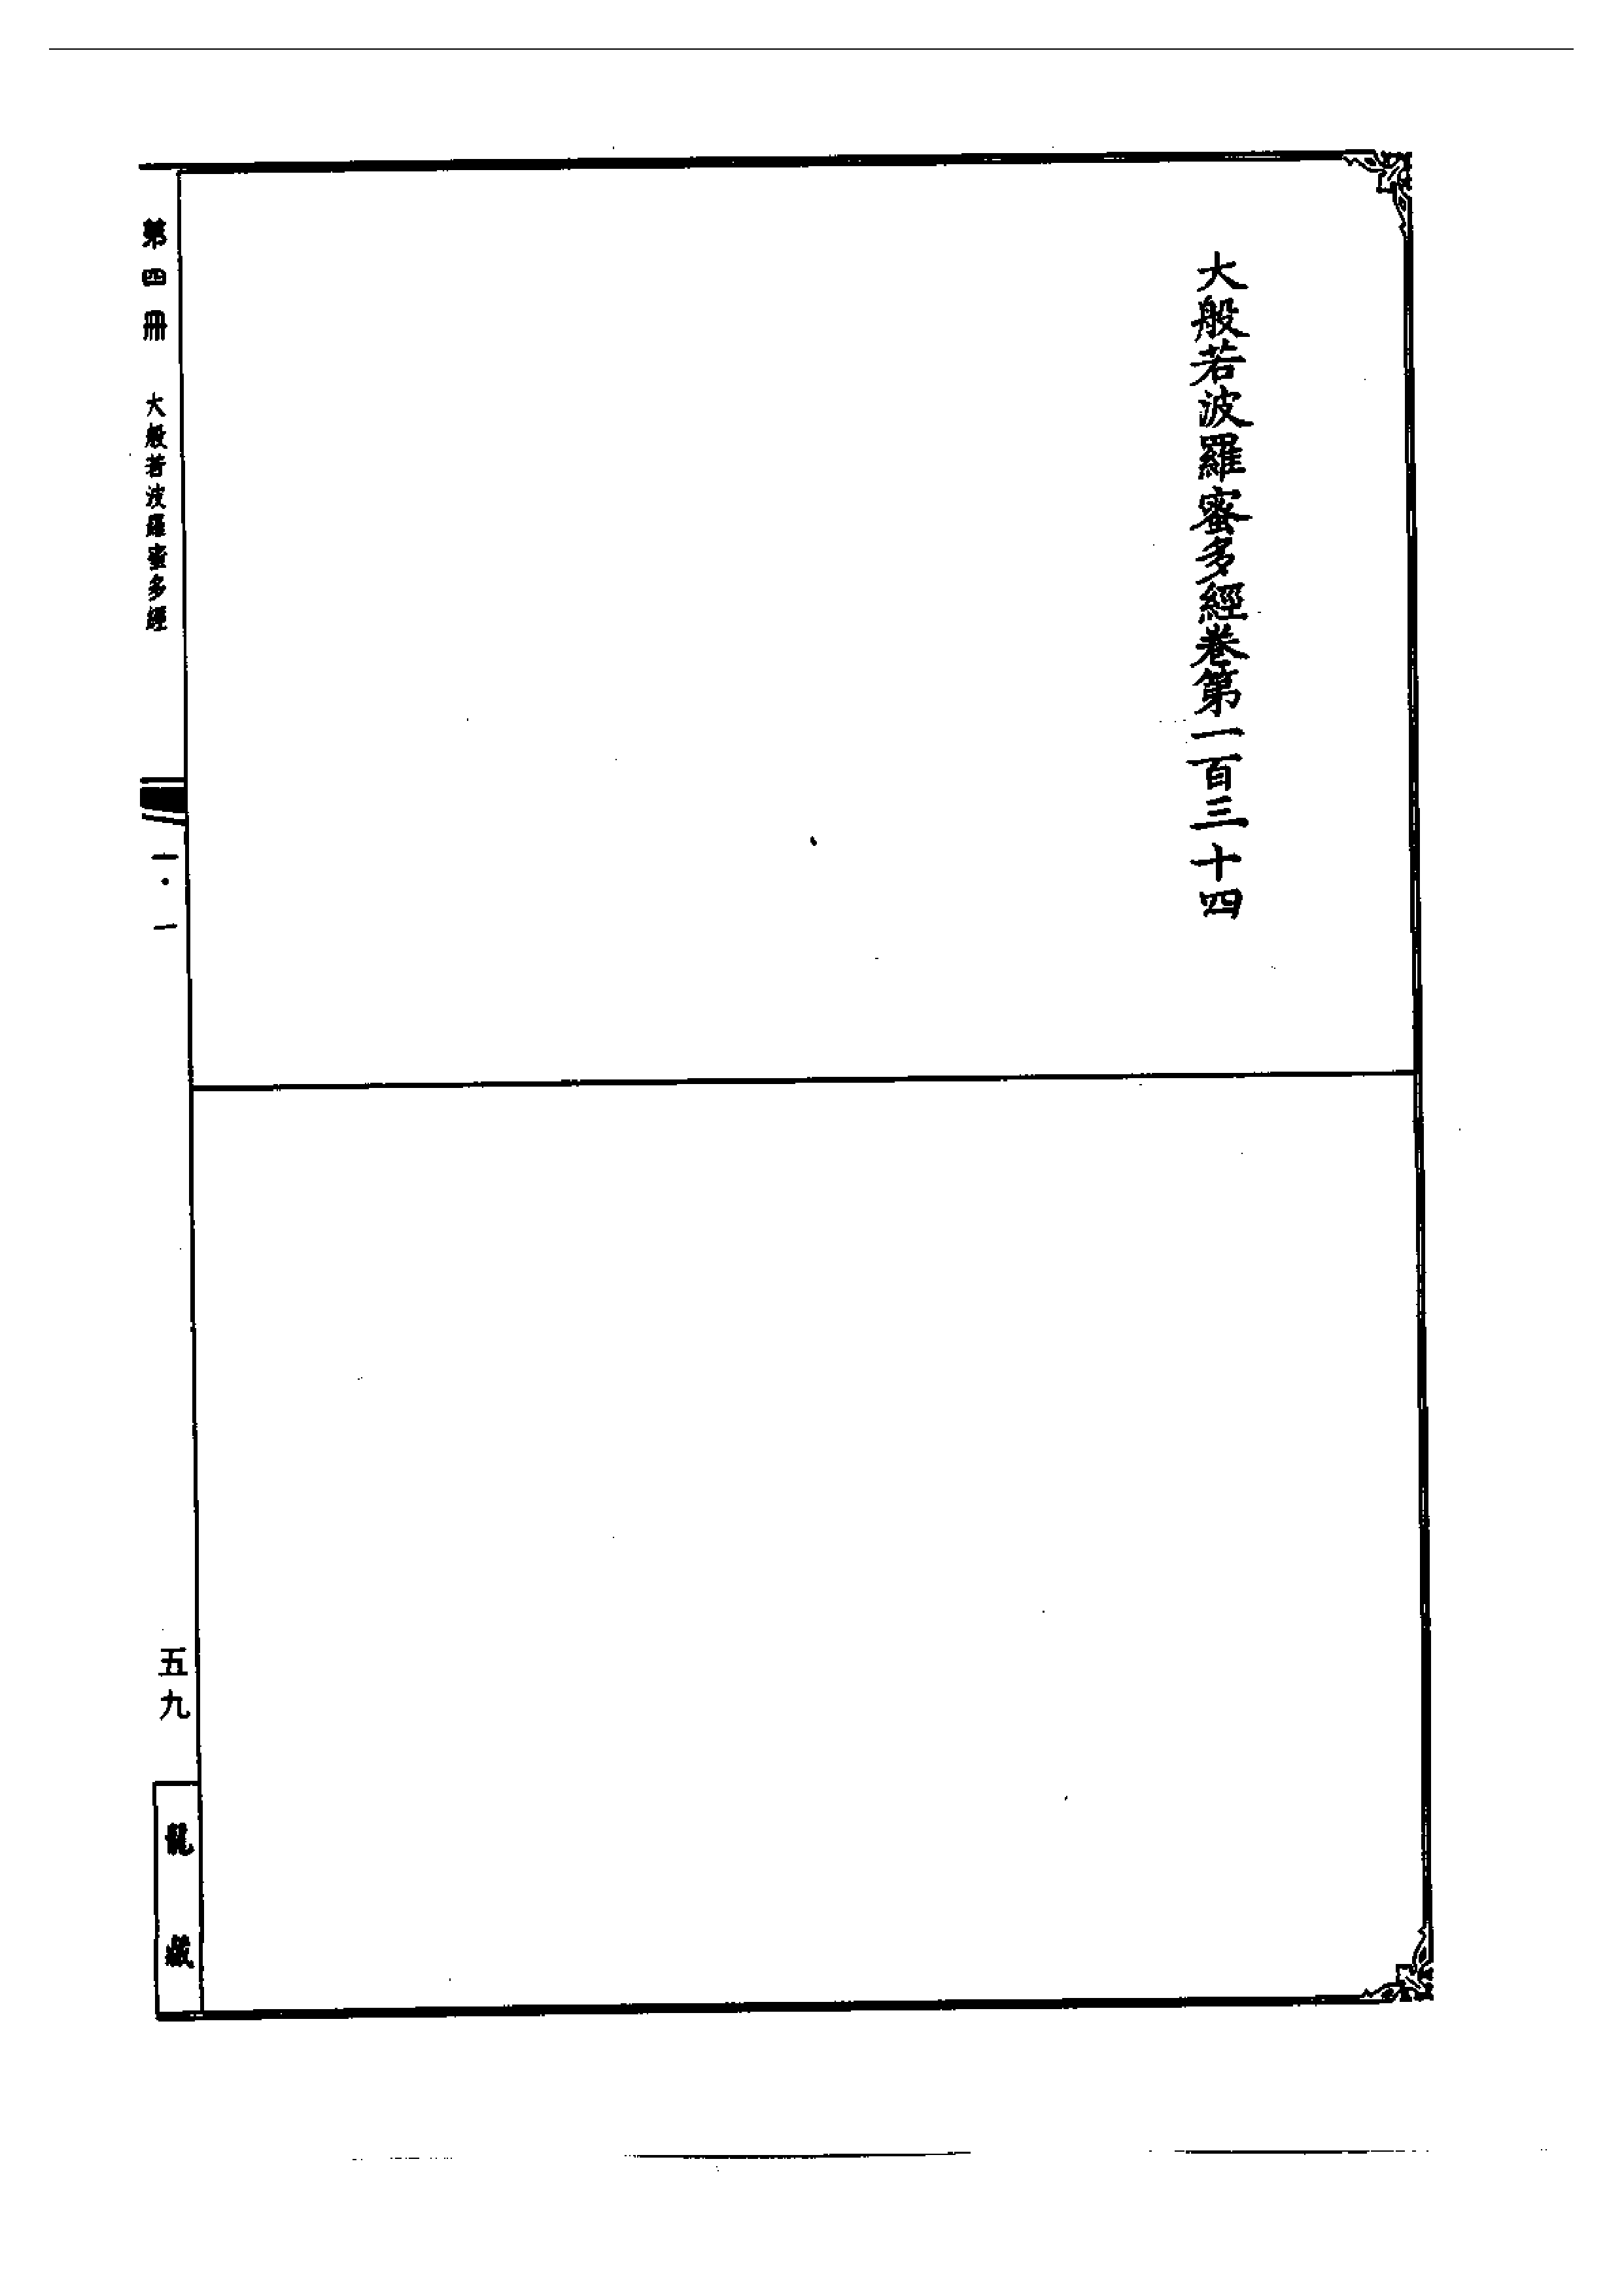 大般若波羅蜜多經卷第一百三十四
第四冊 大般若波羅蜜多經
一·一
五九
龍藏